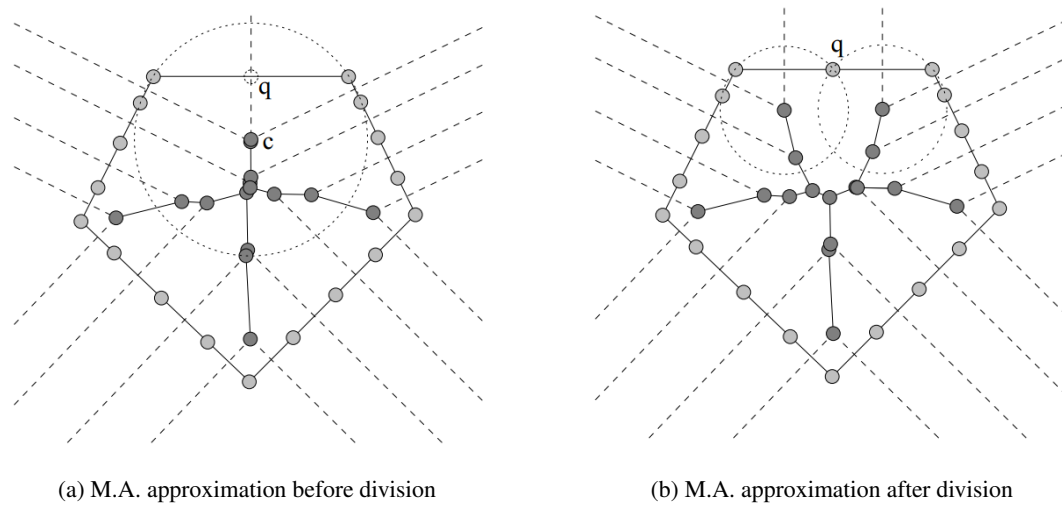 q
c
q
(a) M.A. approximation before division
(b) M.A. approximation after division